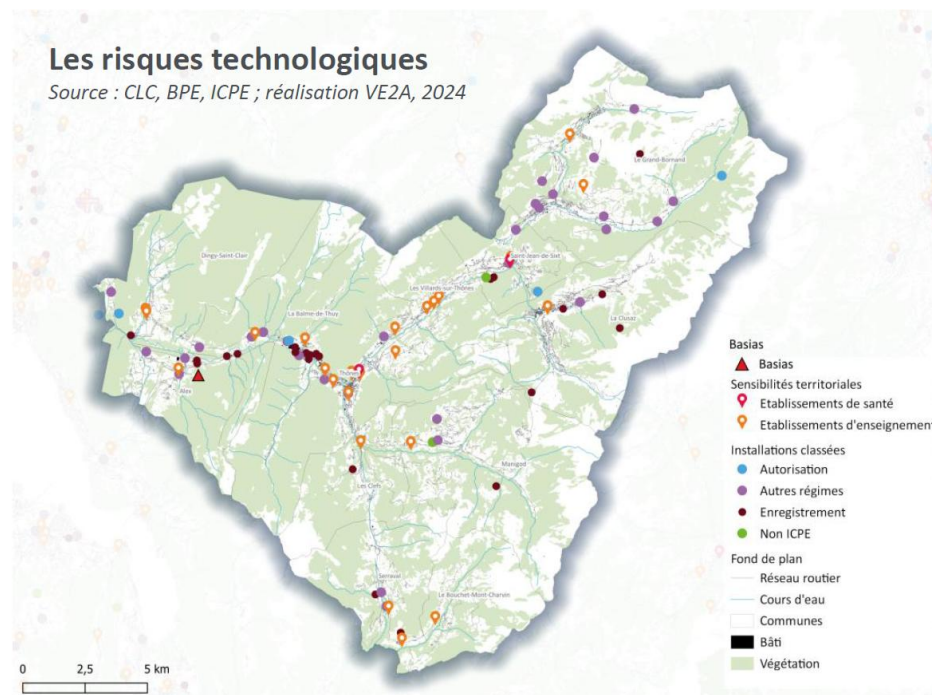 Les risques technologiques
Source : CLC, BPE, ICPE ; réalisation VE2A, 2024
Le Grand-Bornand
Dingy-Saint-Clair
Saint-Jean-de-Sixt
Les Villards-sur-Thônes
La Balme-de-Thuy
La Clusaz
Thônes
Alex
Manigod
Les Clefs
Serraval
Le Bouchet-Mont-Charvin
Basias
Basias
Sensibilités territoriales
Etablissements de santé
Etablissements d'enseignement
Installations classées
Autorisation
Autres régimes
Enregistrement
Non ICPE
Fond de plan
Réseau routier
Cours d'eau
Communes
Bâti
Végétation
0 2,5 5 km